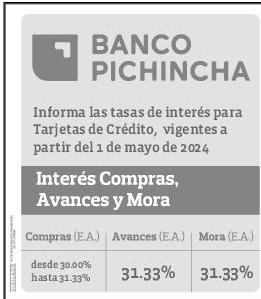 BANCO
PICHINCHA
Informa las tasas de interés para
Tarjetas de Crédito, vigentes a
partir del 1 de mayo de 2024
Interés Compras,
Avances y Mora
Compras (E.A.) Avances (E.A.) Mora (E.A.)
desde 30.00%
hasta 31.33%
31.33% 31.33%